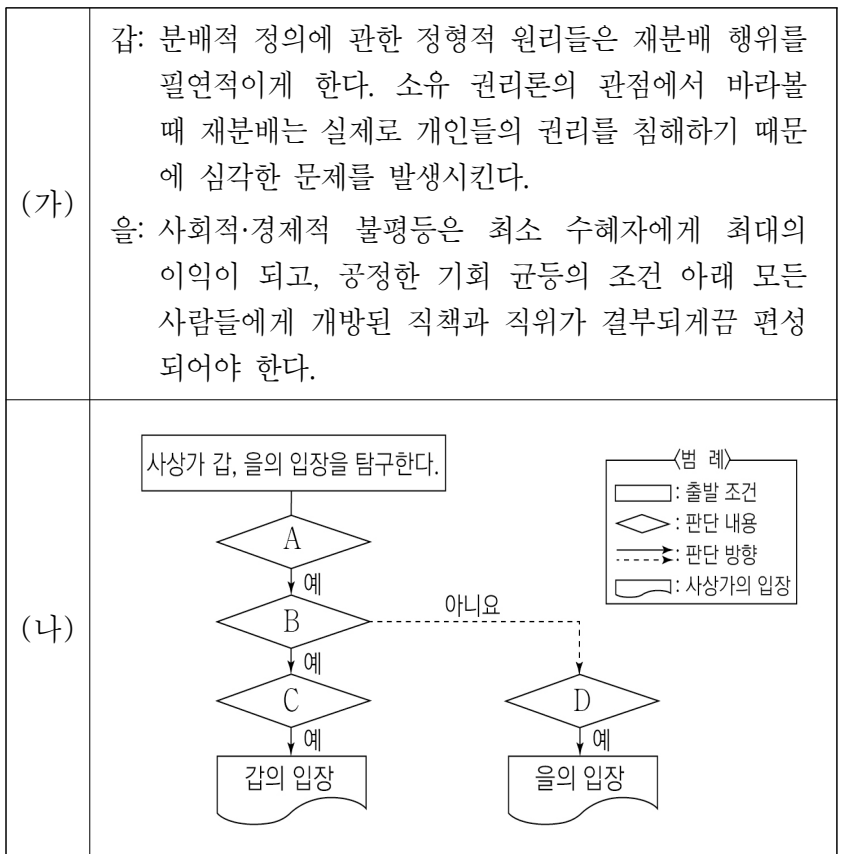 (가)
갑: 분배적 정의에 관한 정형적 원리들은 재분배 행위를
필연적이게 한다. 소유 권리론의 관점에서 바라볼
때 재분배는 실제로 개인들의 권리를 침해하기 때문
에 심각한 문제를 발생시킨다.
을: 사회적·경제적 불평등은 최소 수혜자에게 최대의
이익이 되고, 공정한 기회 균등의 조건 아래 모든
사람들에게 개방된 직책과 직위가 결부되게끔 편성
되어야 한다.
(나)
사상가 갑, 을의 입장을 탐구한다.
A
예
B
아니요
예
C
D
예
예
갑의 입장
을의 입장
〈범 례〉
: 출발 조건
: 판단 내용
: 판단 방향
: 사상가의 입장